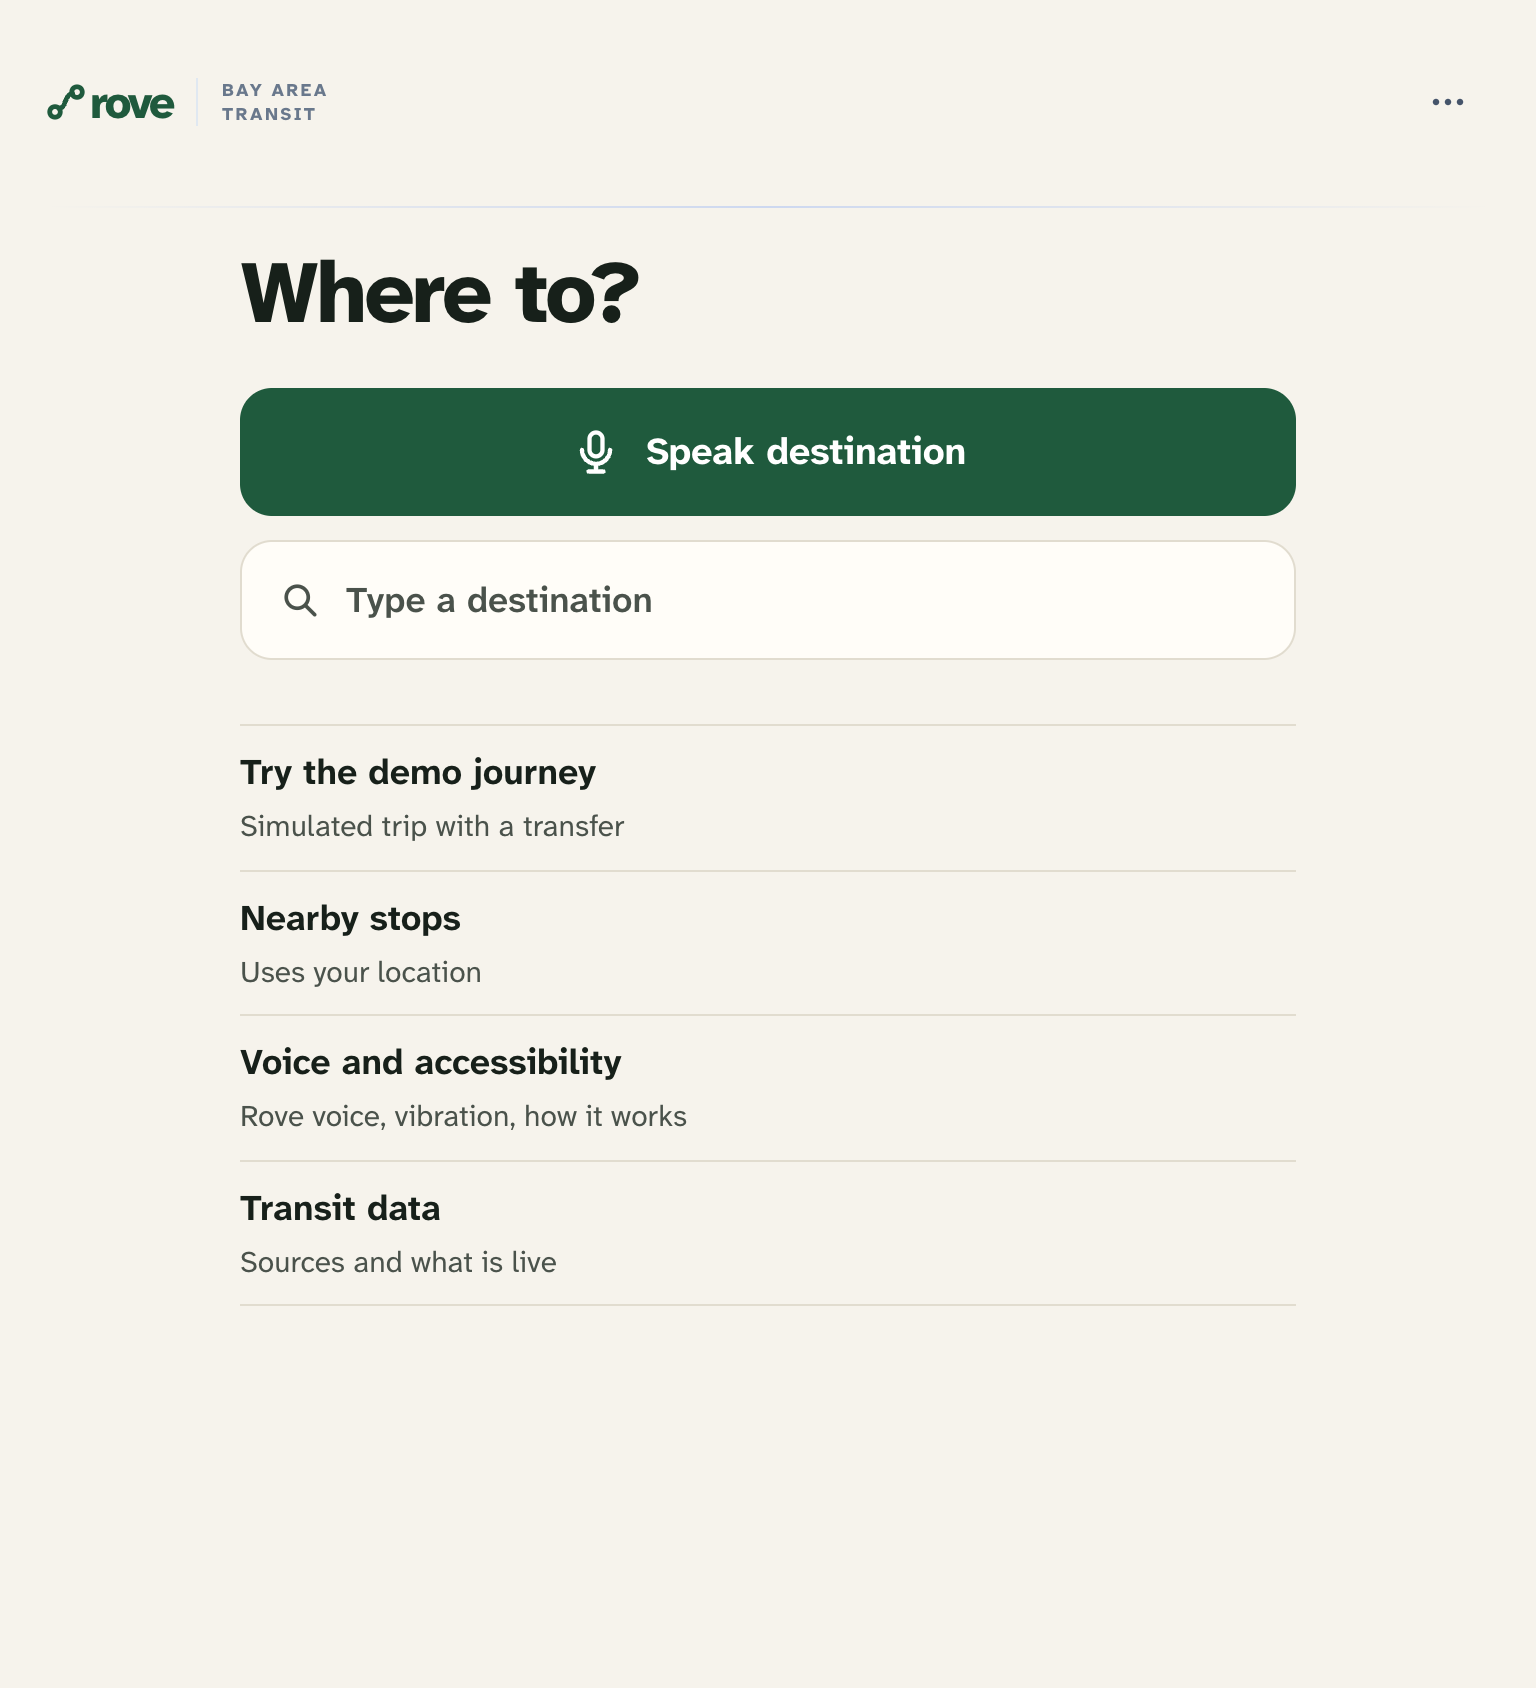 rove
BAY AREA
TRANSIT
Where to?
Speak destination
Type a destination
Try the demo journey
Simulated trip with a transfer
Nearby stops
Uses your location
Voice and accessibility
Rove voice, vibration, how it works
Transit data
Sources and what is live